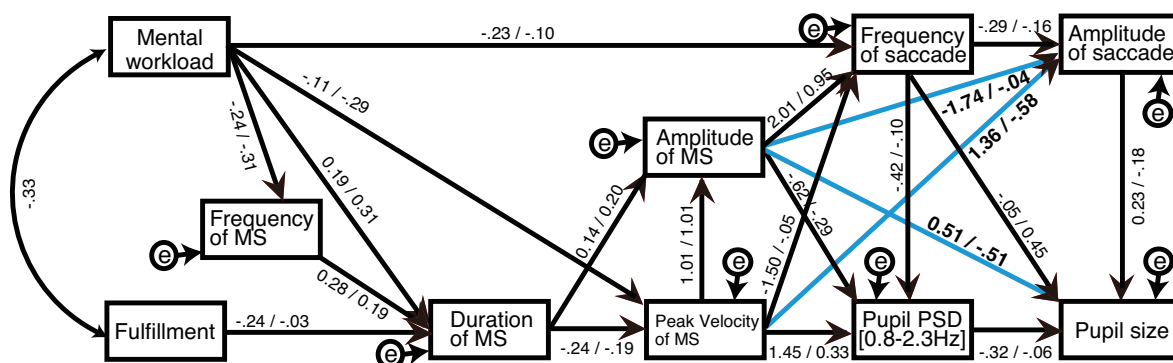 -.23 / -.10
e
-.29 / -.16
Mental
workload
Frequency
of saccade
Amplitude
of saccade
-.11 / -.29
-.24 / -.31
0.19 / 0.31
2.01 / 0.95
-1.74 / -.04
1.36 / -.58
e
e
Amplitude
of MS
-.33
-.42 / -.10
-.62 / -.29
-.05 / 0.45
0.23 / -.18
Frequency
of MS
0.14 / 0.20
1.01 / 1.01
-1.50 / -.05
0.51 / -.51
e
0.28 / 0.19
e
e
e
Fulfillment
-.24 / -.03
Duration
of MS
Peak Velocity
of MS
Pupil PSD
[0.8-2.3Hz]
Pupil size
e
-.24 / -.19
1.45 / 0.33
-.32 / -.06